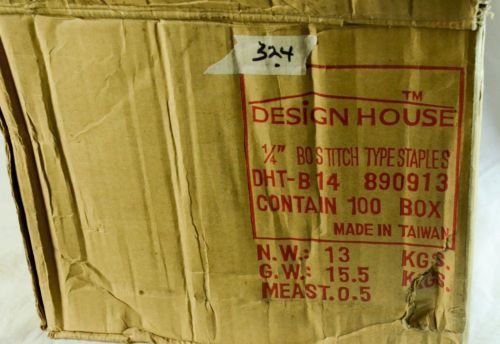 324
DESiGN HOUSE™
1/4" BOSTITCH TYPE STAPLES
DHT-B14 890913
CONTAIN 100 BOX
MADE IN TAIWAN
N.W.: 13 KGS.
G.W.: 15.5 KGS.
MEAST.0.5